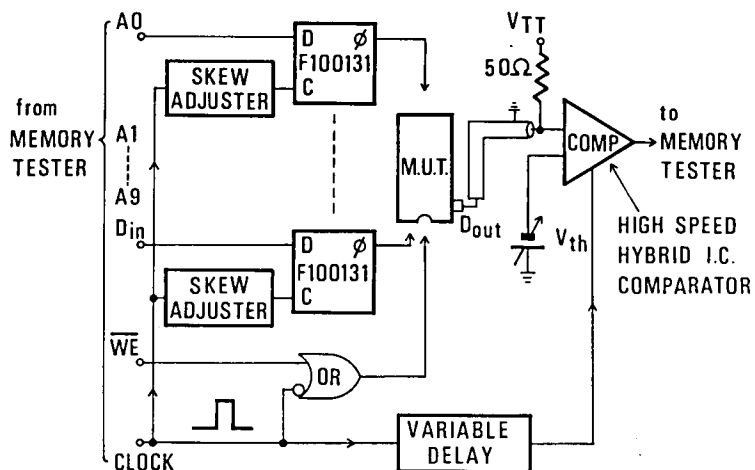 from
MEMORY
TESTER
A0
A1
A9
Din
WE
CLOCK
SKEW
ADJUSTER
D Φ
F100131
C
SKEW
ADJUSTER
D Φ
F100131
C
OR
M.U.T.
Dout
VTT
50Ω
COMP
Vth
to
MEMORY
TESTER
HIGH SPEED
HYBRID I.C.
COMPARATOR
VARIABLE
DELAY